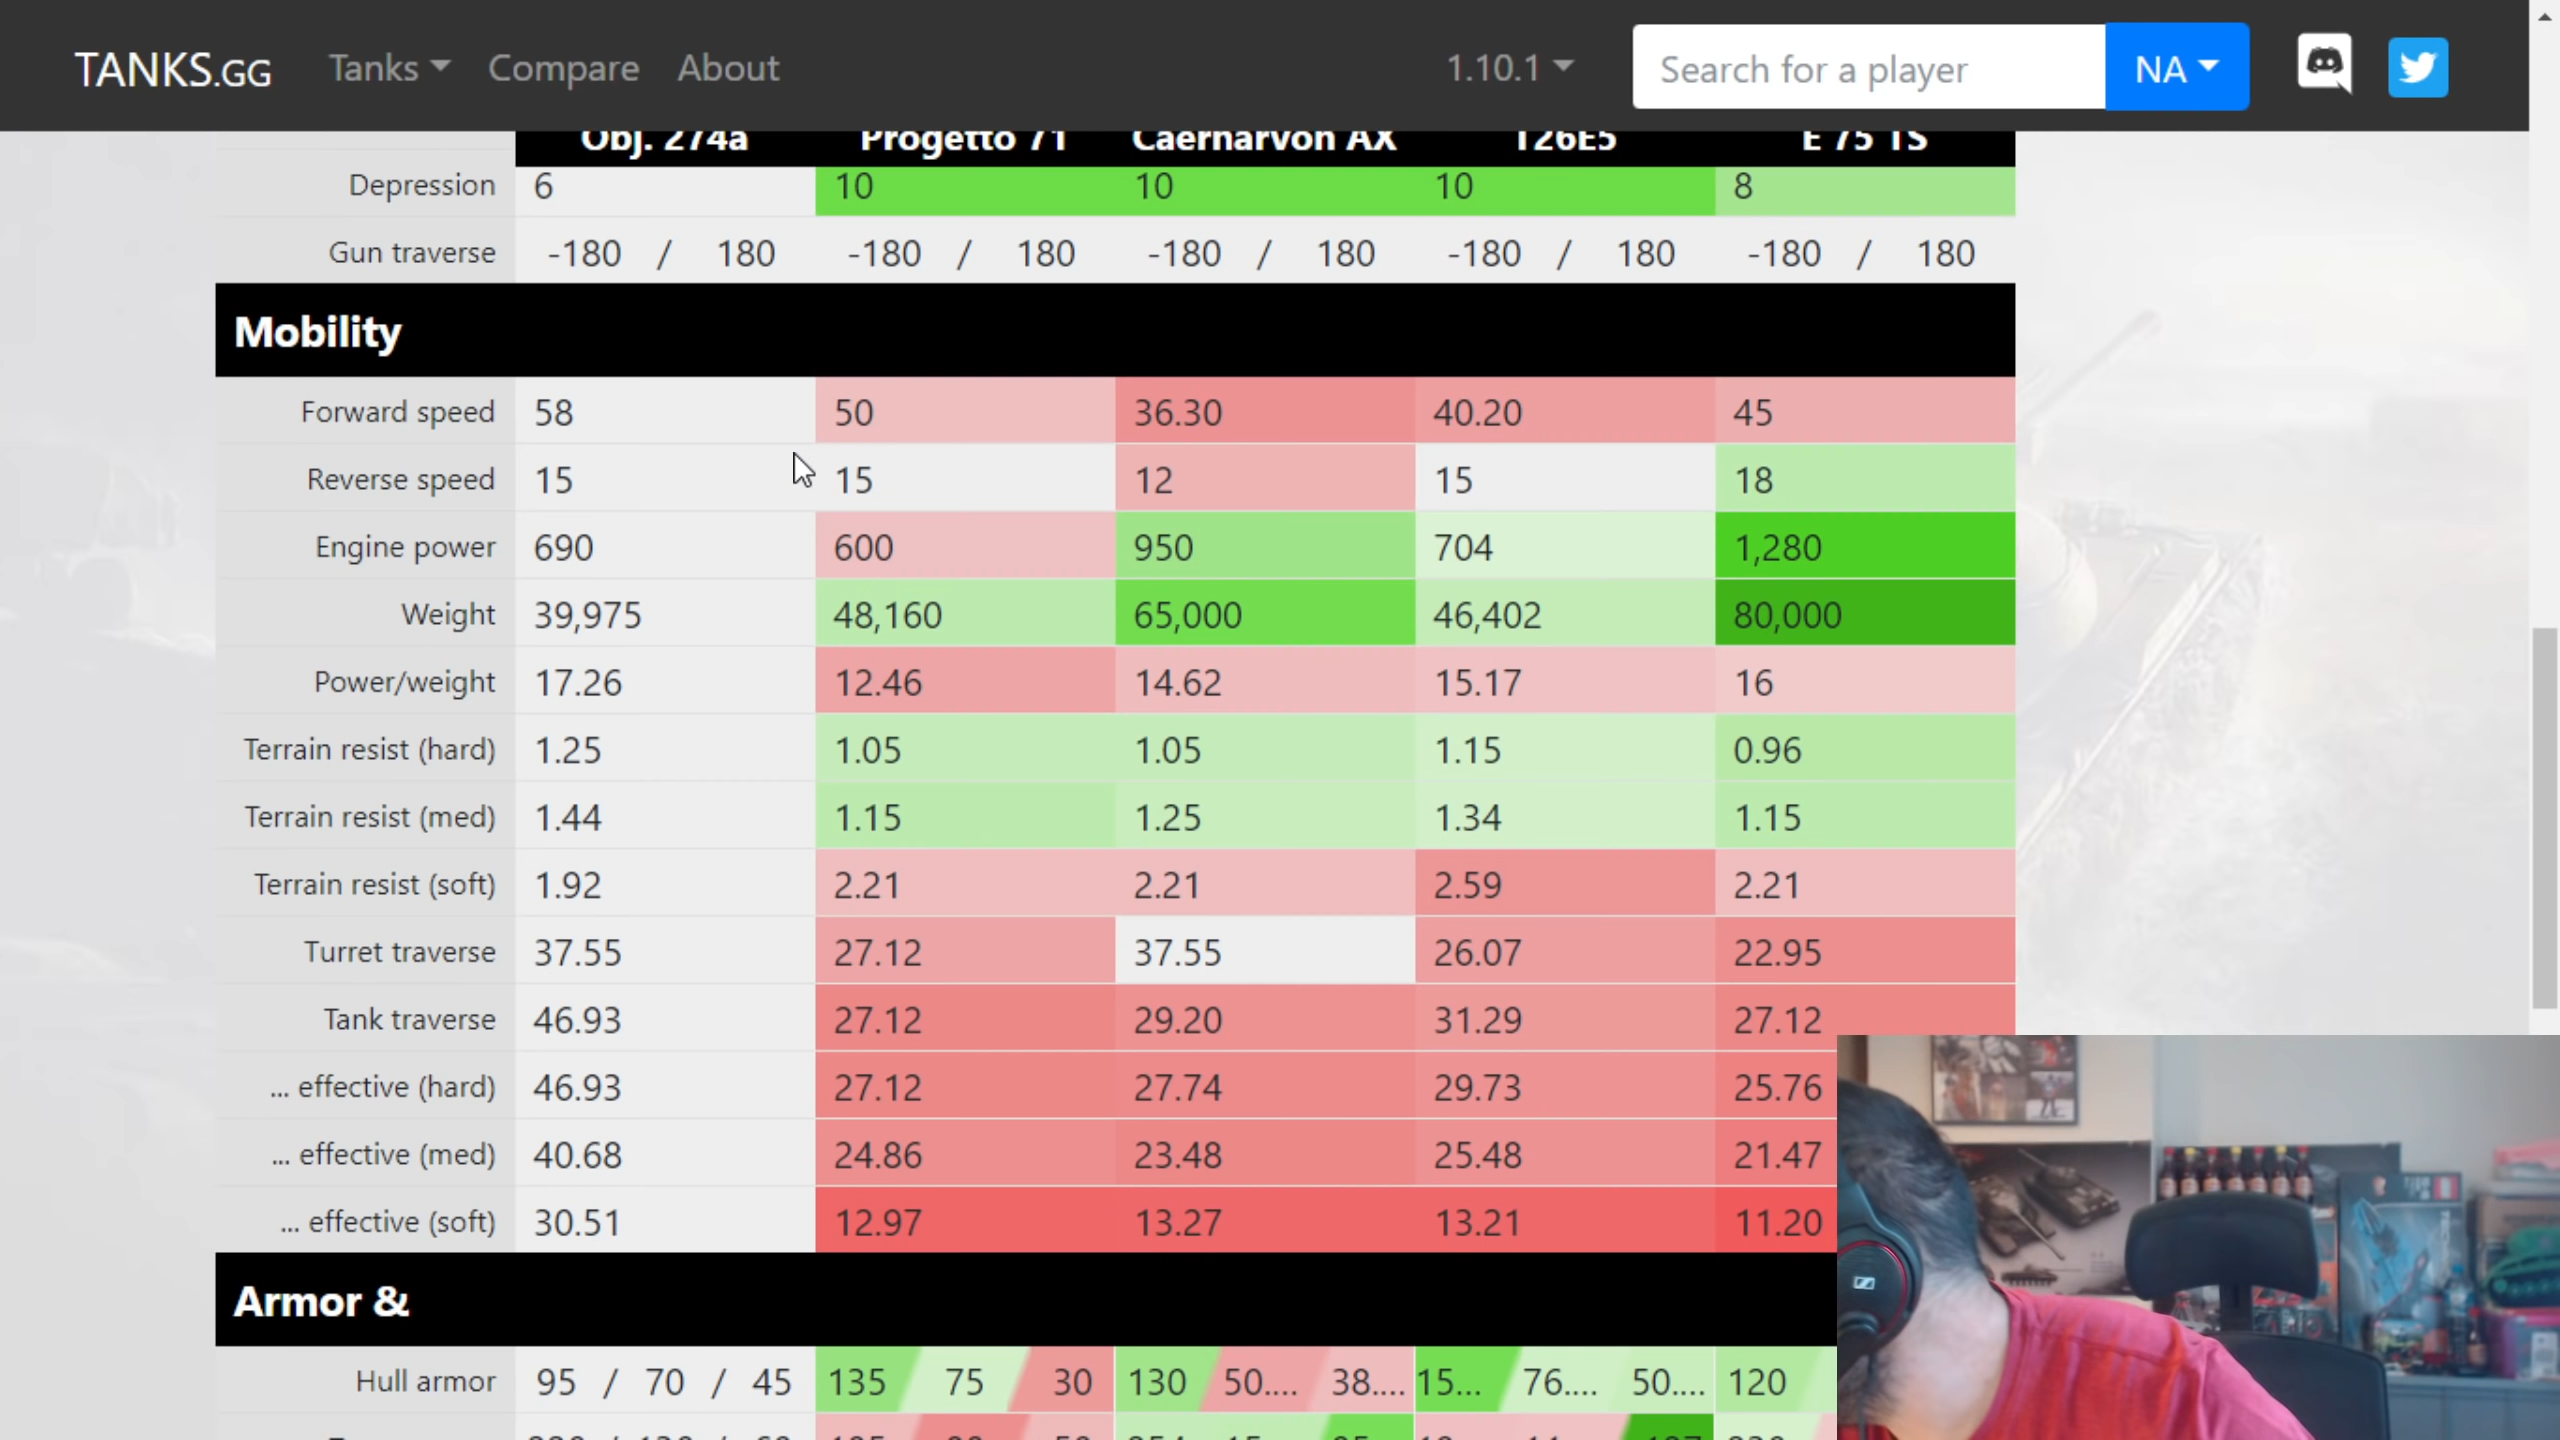 TANKS.GG Tanks Compare About 1.10.1 Search for a player NA
Obj. 274a Progetto 71 Caernarvon AX T26E5 E 75 TS
Depression 6 10 10 10 8
Gun traverse -180 / 180 -180 / 180 -180 / 180 -180 / 180 -180 / 180
Mobility
Forward speed 58 50 36.30 40.20 45
Reverse speed 15 15 12 15 18
Engine power 690 600 950 704 1,280
Weight 39,975 48,160 65,000 46,402 80,000
Power/weight 17.26 12.46 14.62 15.17 16
Terrain resist (hard) 1.25 1.05 1.05 1.15 0.96
Terrain resist (med) 1.44 1.15 1.25 1.34 1.15
Terrain resist (soft) 1.92 2.21 2.21 2.59 2.21
Turret traverse 37.55 27.12 37.55 26.07 22.95
Tank traverse 46.93 27.12 29.20 31.29 27.12
... effective (hard) 46.93 27.12 27.74 29.73 25.76
... effective (med) 40.68 24.86 23.48 25.48 21.47
... effective (soft) 30.51 12.97 13.27 13.21 11.20
Armor &
Hull armor 95 / 70 / 45 135 75 30 130 50.... 38.... 15... 76.... 50.... 120